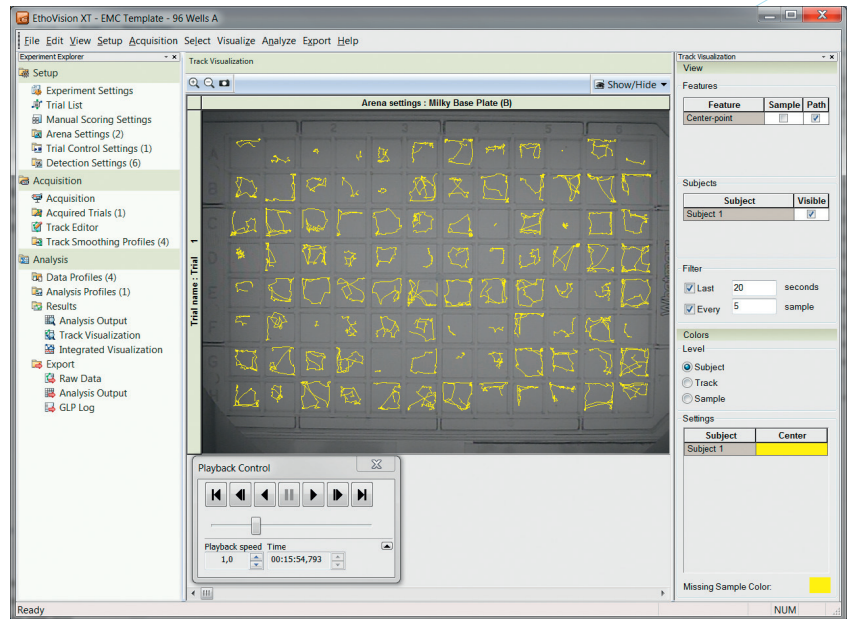 EthoVision XT - EMC Template - 96 Wells A
File Edit View Setup Acquisition Select Visualize Analyze Export Help
Experiment Explorer
Setup
Experiment Settings
Trial List
Manual Scoring Settings
Arena Settings (2)
Trial Control Settings (1)
Detection Settings (6)
Acquisition
Acquisition
Acquired Trials (1)
Track Editor
Track Smoothing Profiles (4)
Analysis
Data Profiles (4)
Analysis Profiles (1)
Results
Analysis Output
Track Visualization
Integrated Visualization
Export
Raw Data
Analysis Output
GLP Log
Track Visualization
Show/Hide
Arena settings : Milky Base Plate (B)
Trial name : Trial 1
1 2 3 4 5 6
A
B
C
D
E
F
G
H
Playback Control
Playback speed Time
1,0 00:15:54,793
Track Visualization
View
Features
Feature Sample Path
Center-point
Subjects
Subject Visible
Subject 1
Filter
Last 20 seconds
Every 5 sample
Colors
Level
Subject
Track
Sample
Settings
Subject Center
Subject 1
Missing Sample Color:
Ready NUM